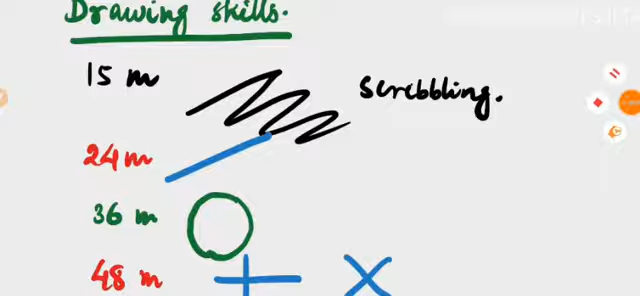 Drawing skills.
15 m scribbling.
24 m
36 m
48 m